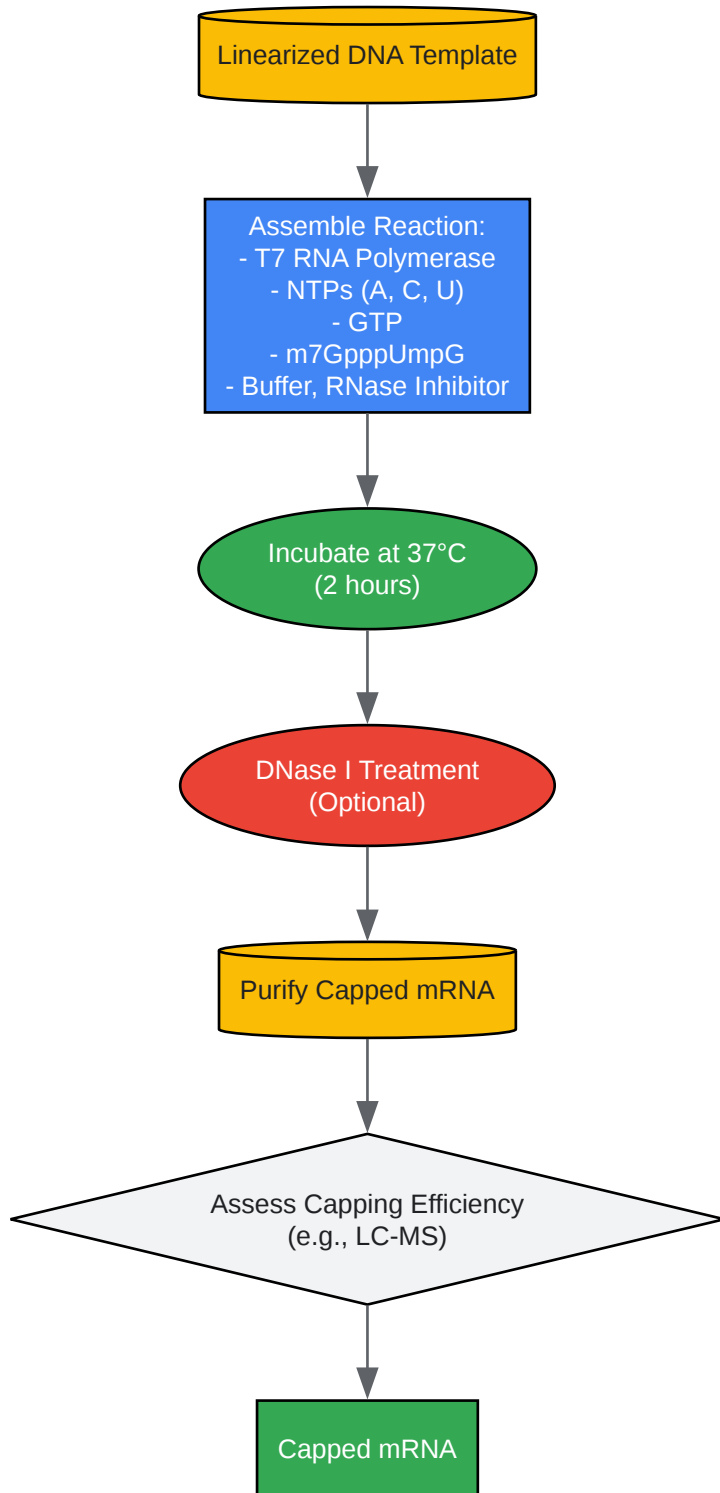 Linearized DNA Template
Assemble Reaction:
- T7 RNA Polymerase
- NTPs (A, C, U)
- GTP
- m7GpppUmpG
- Buffer, RNase Inhibitor
Incubate at 37°C
(2 hours)
DNase I Treatment
(Optional)
Purify Capped mRNA
Assess Capping Efficiency
(e.g., LC-MS)
Capped mRNA